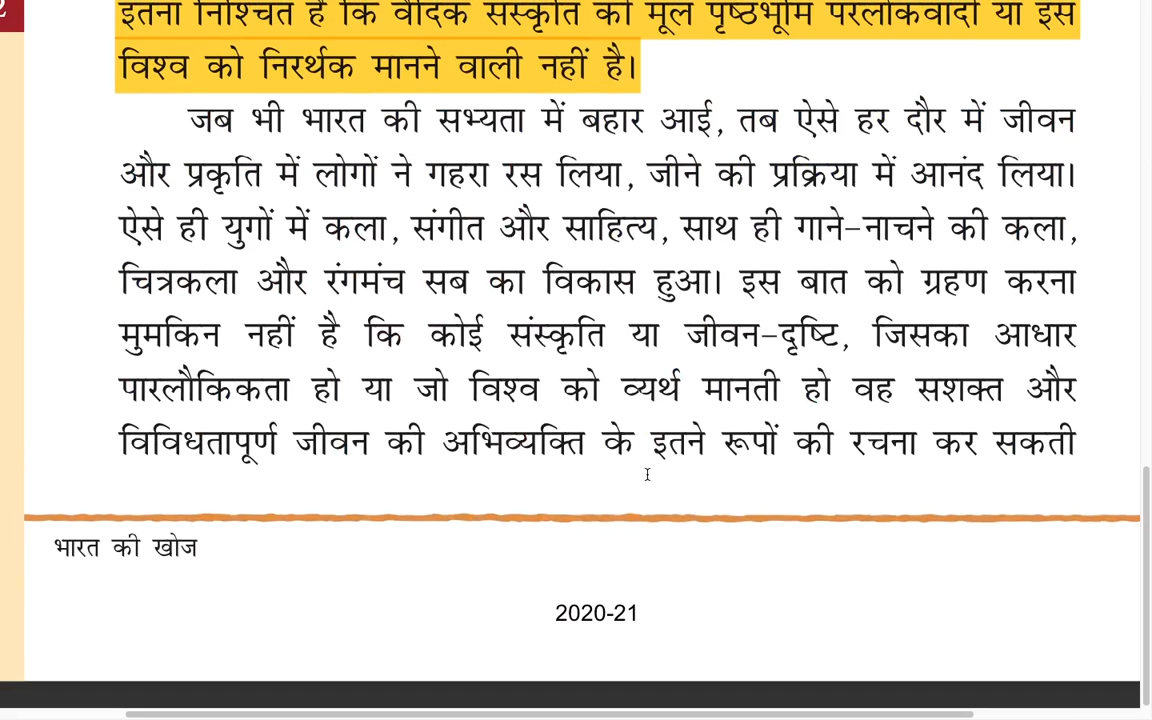 2
इतना निश्चित है कि वैदिक संस्कृति की मूल पृष्ठभूमि परलोकवादी या इस
विश्व को निरर्थक मानने वाली नहीं है।
जब भी भारत की सभ्यता में बहार आई, तब ऐसे हर दौर में जीवन
और प्रकृति में लोगों ने गहरा रस लिया, जीने की प्रक्रिया में आनंद लिया।
ऐसे ही युगों में कला, संगीत और साहित्य, साथ ही गाने-नाचने की कला,
चित्रकला और रंगमंच सब का विकास हुआ। इस बात को ग्रहण करना
मुमकिन नहीं है कि कोई संस्कृति या जीवन-दृष्टि, जिसका आधार
पारलौकिकता हो या जो विश्व को व्यर्थ मानती हो वह सशक्त और
विविधतापूर्ण जीवन की अभिव्यक्ति के इतने रूपों की रचना कर सकती
भारत की खोज
2020-21